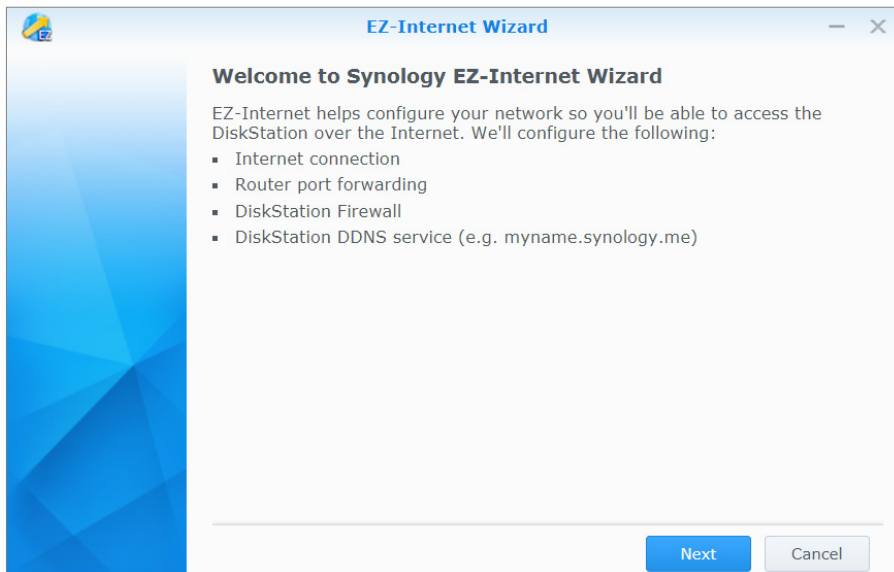 EZ
EZ-Internet Wizard
Welcome to Synology EZ-Internet Wizard
EZ-Internet helps configure your network so you'll be able to access the
DiskStation over the Internet. We'll configure the following:
▪ Internet connection
▪ Router port forwarding
▪ DiskStation Firewall
▪ DiskStation DDNS service (e.g. myname.synology.me)
Next
Cancel